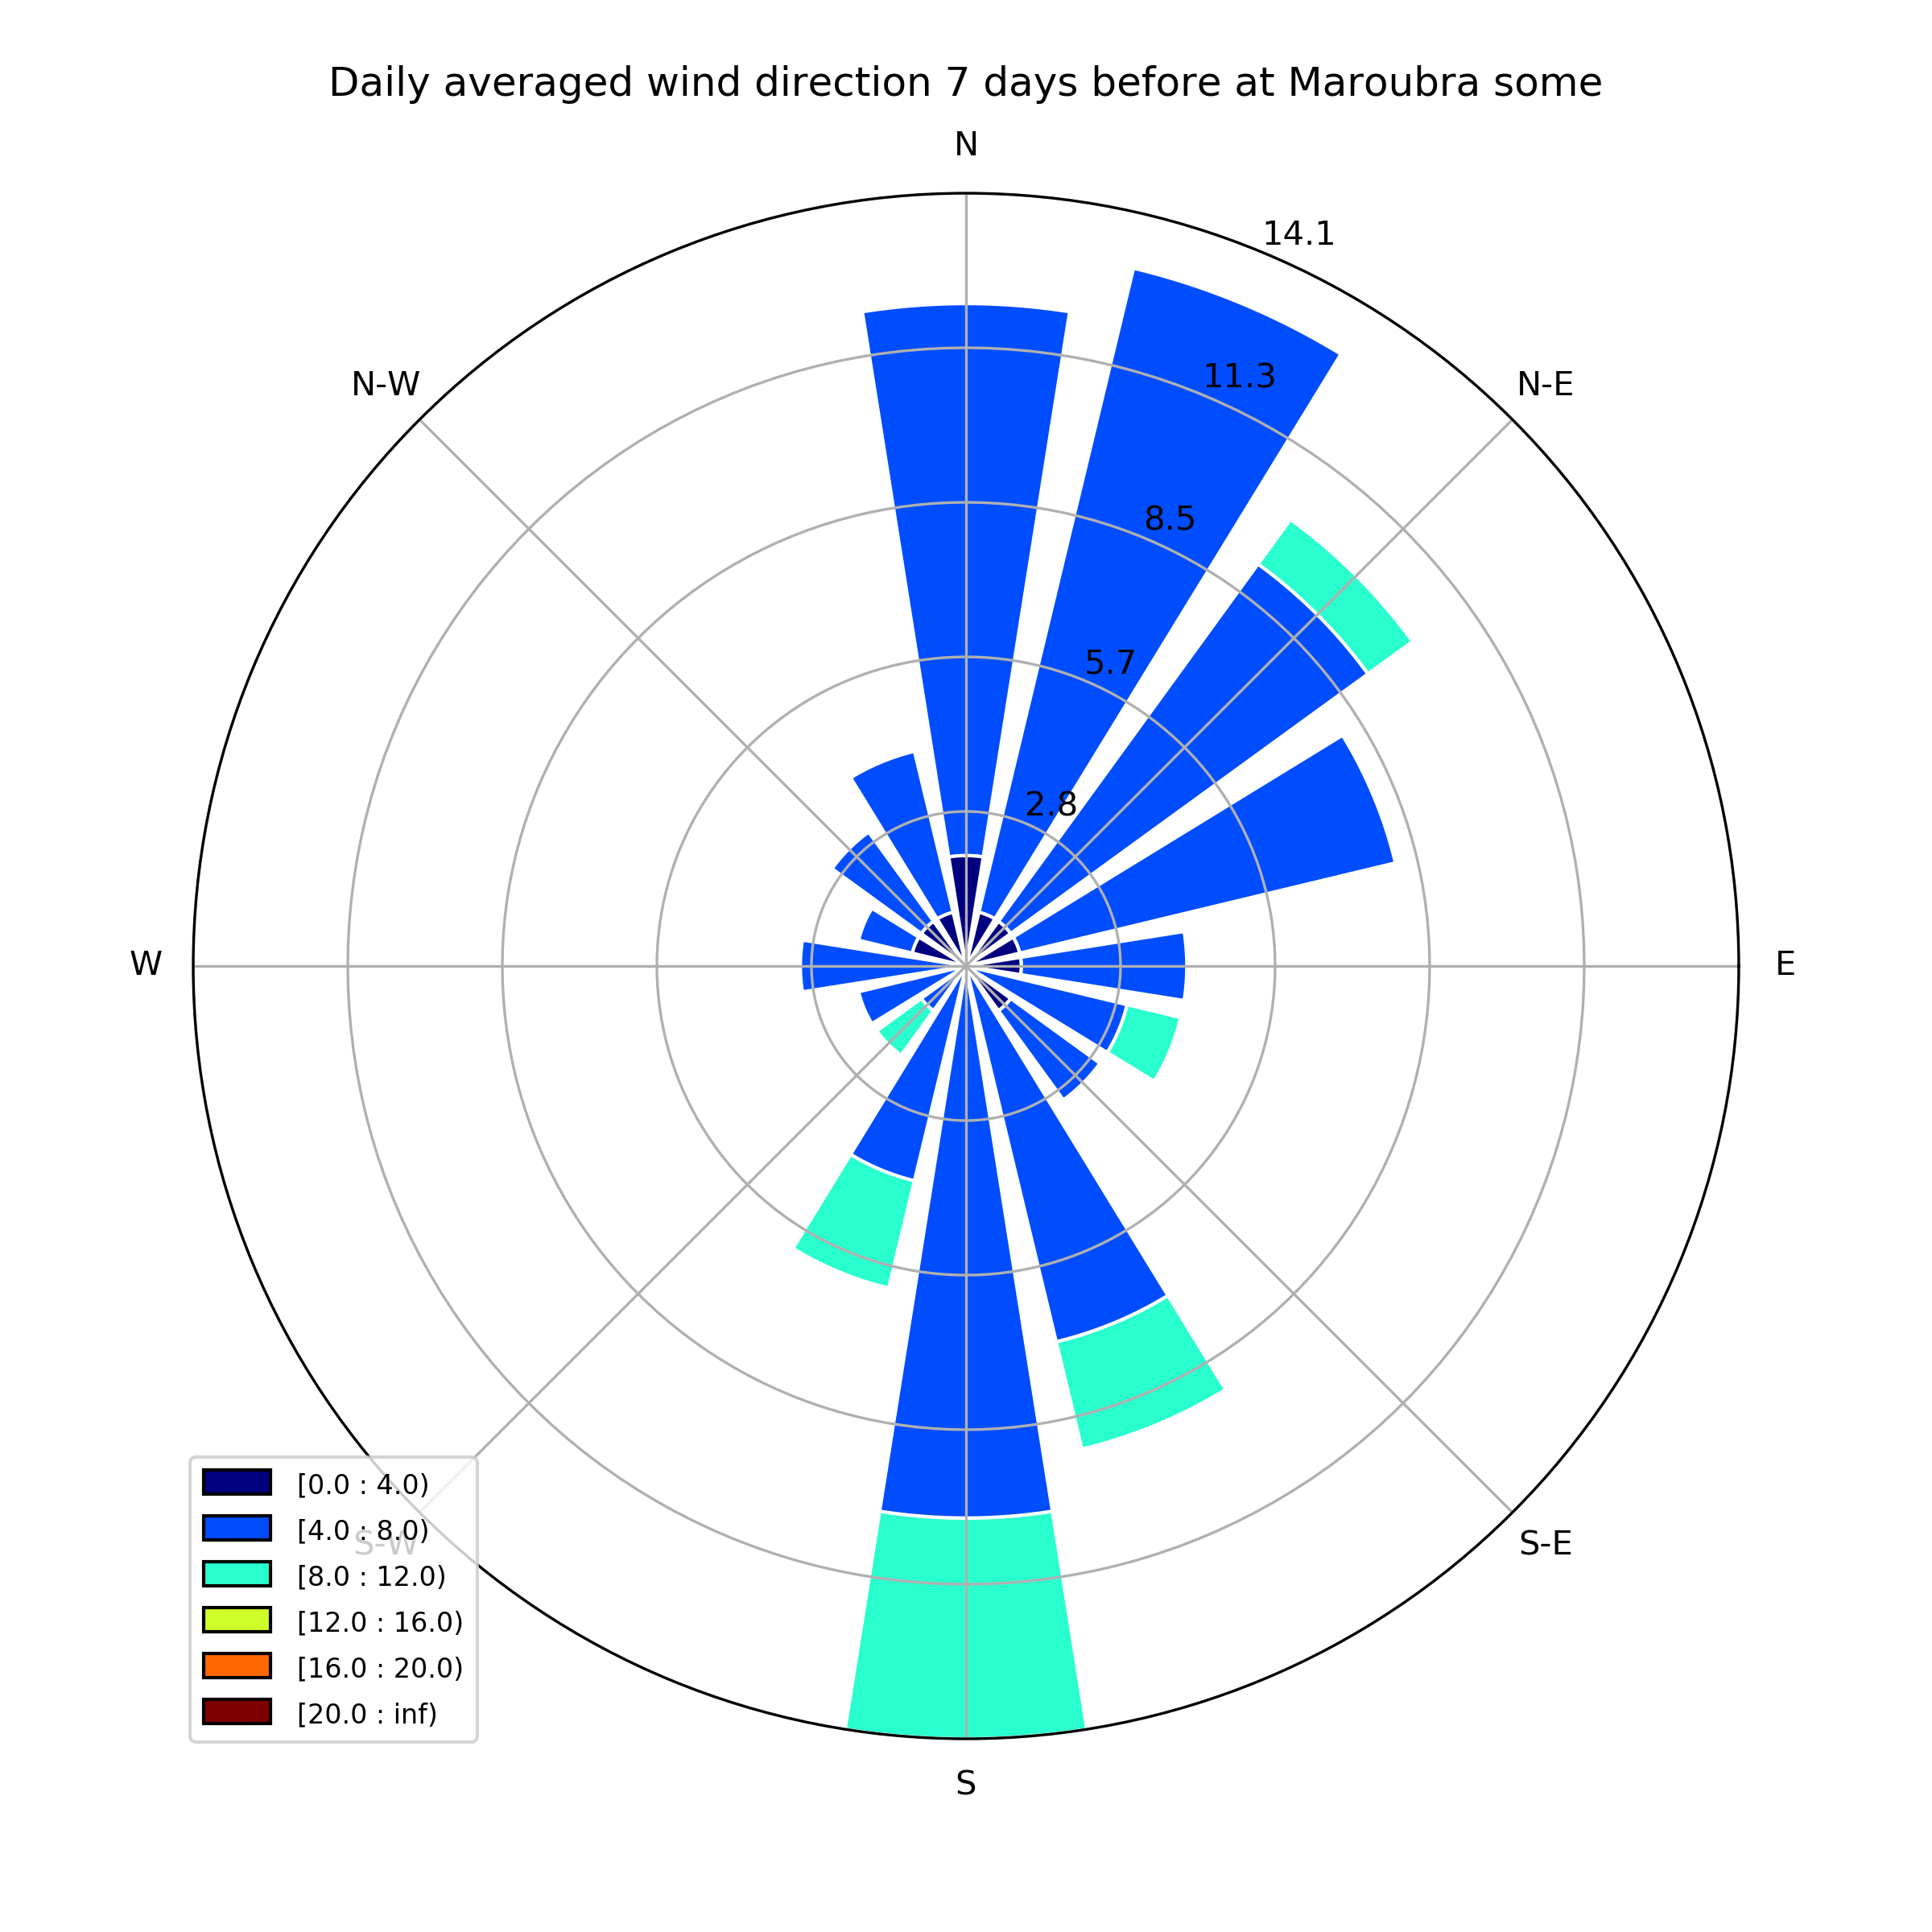 Daily averaged wind direction 7 days before at Maroubra some
N
14.1
N-W
11.3
N-E
8.5
5.7
2.8
W
E
[0.0 : 4.0)
[4.0 : 8.0)
S-W
S-E
[8.0 : 12.0)
[12.0 : 16.0)
[16.0 : 20.0)
[20.0 : inf)
S